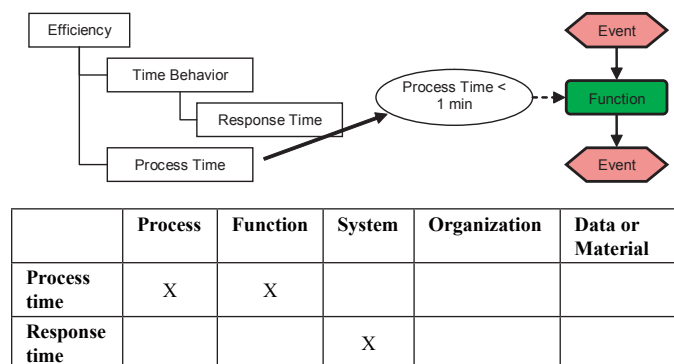 Efficiency
Event
Time Behavior
Process Time <
1 min
Function
Response Time
Process Time
Event
Process Function System Organization Data or
Material
Process
time X X
Response
time X